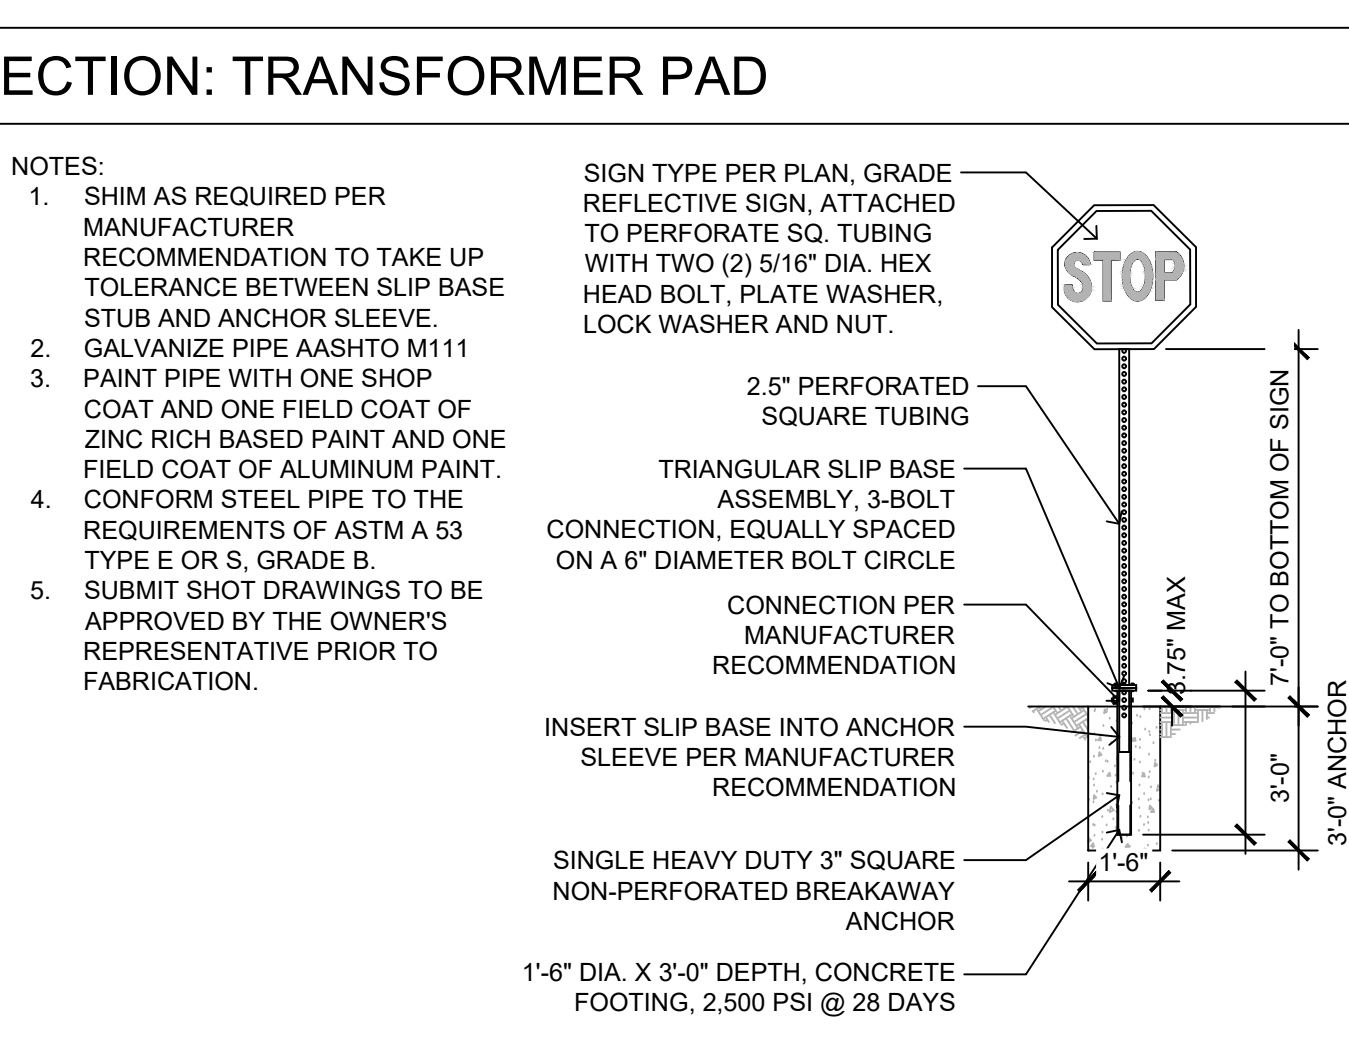 ECTION: TRANSFORMER PAD
NOTES:
1. SHIM AS REQUIRED PER
MANUFACTURER
RECOMMENDATION TO TAKE UP
TOLERANCE BETWEEN SLIP BASE
STUB AND ANCHOR SLEEVE.
2. GALVANIZE PIPE AASHTO M111
3. PAINT PIPE WITH ONE SHOP
COAT AND ONE FIELD COAT OF
ZINC RICH BASED PAINT AND ONE
FIELD COAT OF ALUMINUM PAINT.
4. CONFORM STEEL PIPE TO THE
REQUIREMENTS OF ASTM A 53
TYPE E OR S, GRADE B.
5. SUBMIT SHOT DRAWINGS TO BE
APPROVED BY THE OWNER'S
REPRESENTATIVE PRIOR TO
FABRICATION.
SIGN TYPE PER PLAN, GRADE
REFLECTIVE SIGN, ATTACHED
TO PERFORATE SQ. TUBING
WITH TWO (2) 5/16" DIA. HEX
HEAD BOLT, PLATE WASHER,
LOCK WASHER AND NUT.
2.5" PERFORATED
SQUARE TUBING
TRIANGULAR SLIP BASE
ASSEMBLY, 3-BOLT
CONNECTION, EQUALLY SPACED
ON A 6" DIAMETER BOLT CIRCLE
CONNECTION PER
MANUFACTURER
RECOMMENDATION
INSERT SLIP BASE INTO ANCHOR
SLEEVE PER MANUFACTURER
RECOMMENDATION
SINGLE HEAVY DUTY 3" SQUARE
NON-PERFORATED BREAKAWAY
ANCHOR
1'-6" DIA. X 3'-0" DEPTH, CONCRETE
FOOTING, 2,500 PSI @ 28 DAYS
STOP
3.75" MAX
7'-0" TO BOTTOM OF SIGN
3'-0"
3'-0" ANCHOR
1'-6"